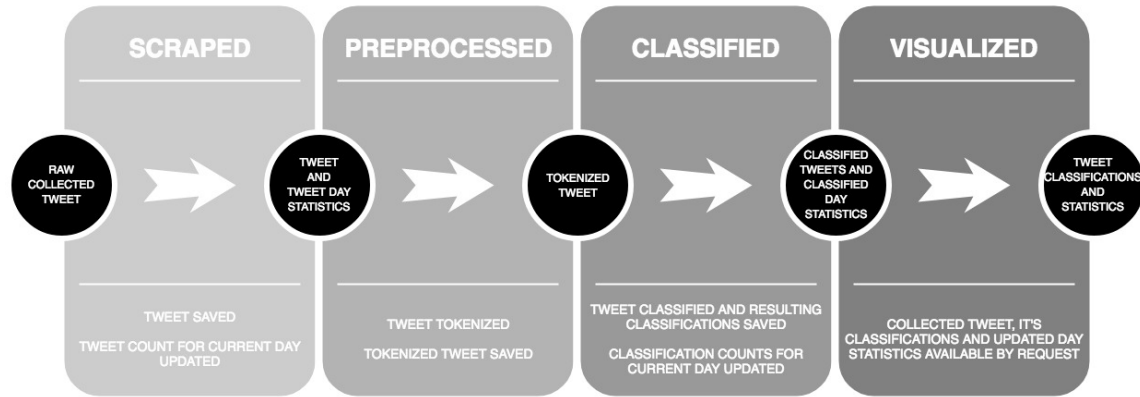 SCRAPED
PREPROCESSED
CLASSIFIED
VISUALIZED
RAW
COLLECTED
TWEET
TWEET
AND
TWEET DAY
STATISTICS
TOKENIZED
TWEET
CLASSIFIED
TWEETS AND
CLASSIFIED
DAY
STATISTICS
TWEET
CLASSIFICATIONS
AND
STATISTICS
TWEET SAVED
TWEET COUNT FOR CURRENT DAY
UPDATED
TWEET TOKENIZED
TOKENIZED TWEET SAVED
TWEET CLASSIFIED AND RESULTING
CLASSIFICATIONS SAVED
CLASSIFICATION COUNTS FOR
CURRENT DAY UPDATED
COLLECTED TWEET, IT'S
CLASSIFICATIONS AND UPDATED DAY
STATISTICS AVAILABLE BY REQUEST